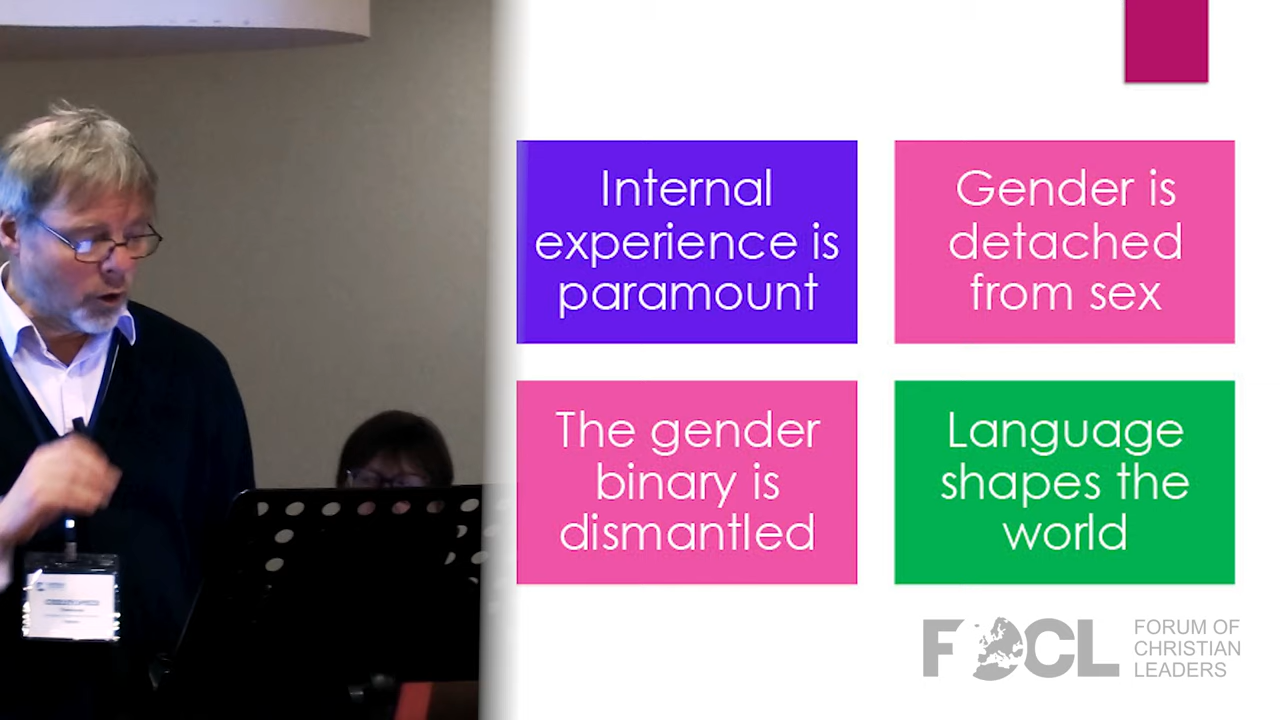 Internal
experience is
paramount
Gender is
detached
from sex
The gender
binary is
dismantled
Language
shapes the
world
FOCL
FORUM OF
CHRISTIAN
LEADERS